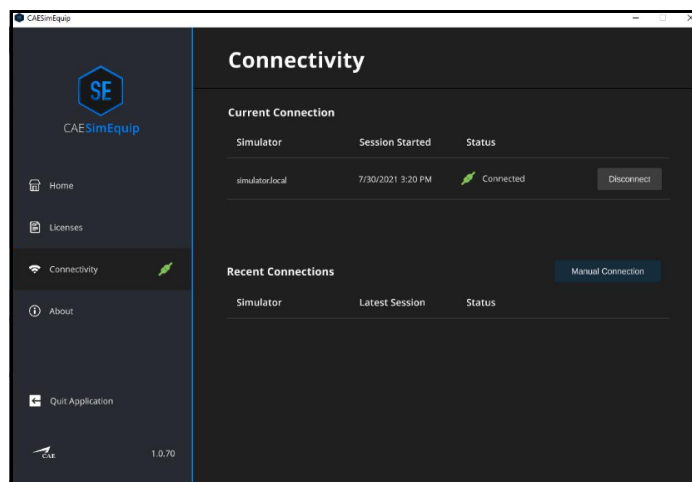 CAESimEquip
SE
CAESimEquip
Home
Licenses
Connectivity
About
Quit Application
CAE
1.0.70
Connectivity
Current Connection
Simulator Session Started Status
simulator.local 7/30/2021 3:20 PM Connected Disconnect
Recent Connections Manual Connection
Simulator Latest Session Status